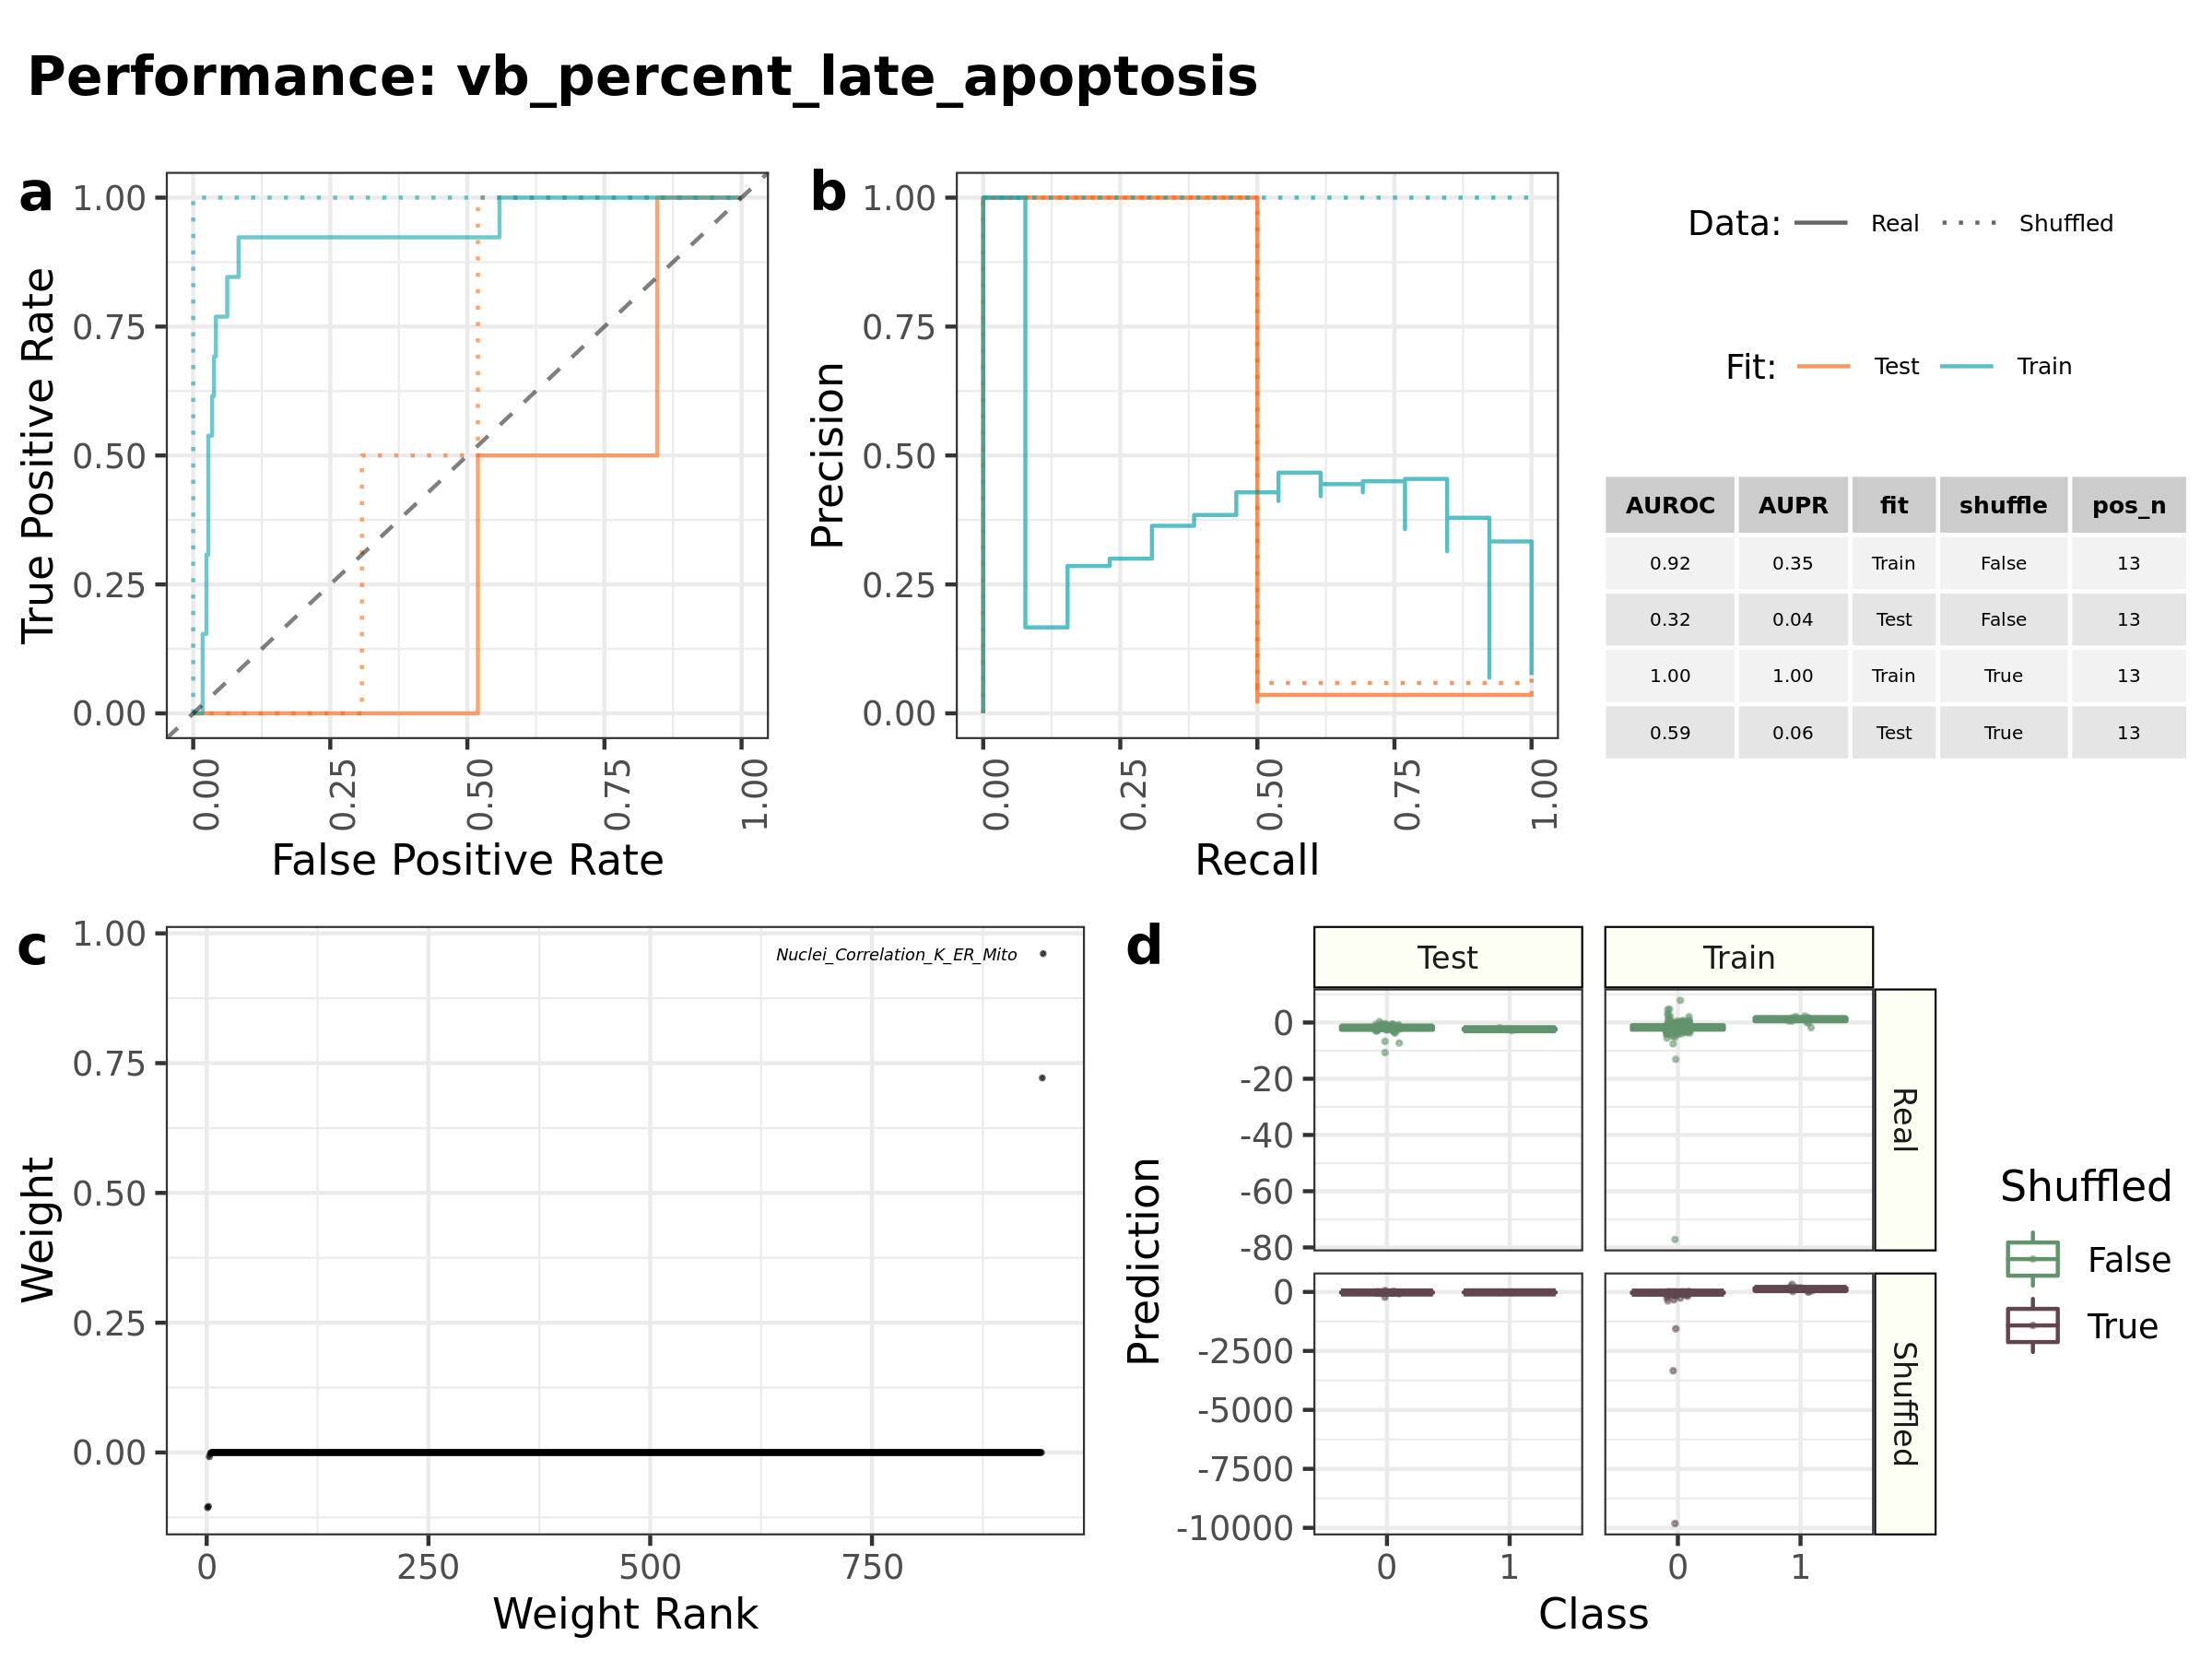 Performance: vb_percent_late_apoptosis
a
1.00
0.75
0.50
0.25
0.00
True Positive Rate
0.00
0.25
0.50
0.75
1.00
False Positive Rate
b
1.00
0.75
0.50
0.25
0.00
Precision
0.00
0.25
0.50
0.75
1.00
Recall
Data: Real Shuffled
Fit: Test Train
AUROC AUPR fit shuffle pos_n
0.92 0.35 Train False 13
0.32 0.04 Test False 13
1.00 1.00 Train True 13
0.59 0.06 Test True 13
c
1.00
0.75
0.50
0.25
0.00
Weight
Nuclei_Correlation_K_ER_Mito
0 250 500 750
Weight Rank
d
Test Train
0
-20
-40
-60
-80
Real
0
-2500
-5000
-7500
-10000
Shuffled
Prediction
0 1 0 1
Class
Shuffled
False
True